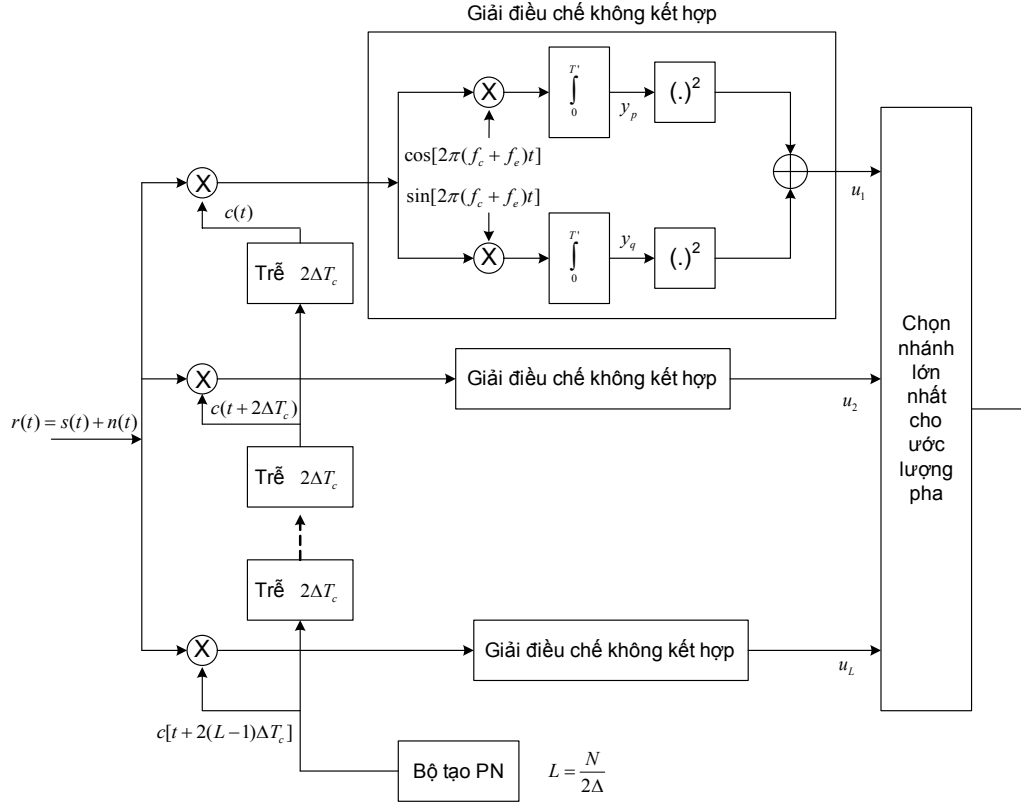 Giải điều chế không kết hợp
T'
∫
0
y_p
(.)²
X
cos[2π(f_c + f_e)t]
sin[2π(f_c + f_e)t]
X
T'
∫
0
y_q
(.)²
u_1
X
c(t)
Trễ 2ΔT_c
X
c(t + 2ΔT_c)
Giải điều chế không kết hợp
u_2
r(t) = s(t) + n(t)
Trễ 2ΔT_c
Trễ 2ΔT_c
X
c[t + 2(L − 1)ΔT_c]
Giải điều chế không kết hợp
u_L
Chọn
nhánh
lớn
nhất
cho
ước
lượng
pha
Bộ tạo PN
L = N/2Δ